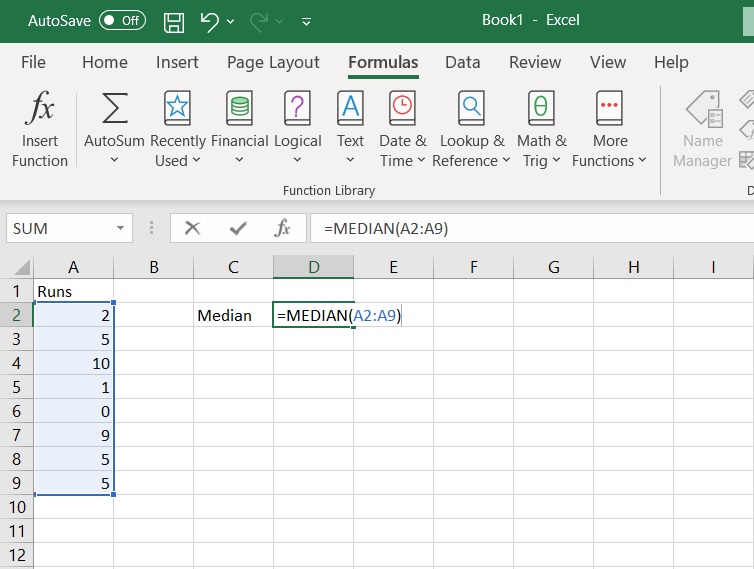 AutoSave Off Book1 - Excel
File Home Insert Page Layout Formulas Data Review View Help
fx Σ A θ
Insert Function
AutoSum
Recently Used
Financial
Logical
Text
Date & Time
Lookup & Reference
Math & Trig
More Functions
Name Manager
Function Library D
SUM fx =MEDIAN(A2:A9)
A B C D E F G H I
1 Runs
2 2 Median =MEDIAN(A2:A9)
3 5
4 10
5 1
6 0
7 9
8 5
9 5
10
11
12